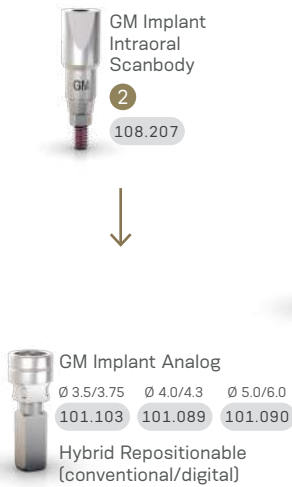 GM Implant
Intraoral
Scanbody
GM
2
108.207
GM Implant Analog
Ø 3.5/3.75 Ø 4.0/4.3 Ø 5.0/6.0
101.103 101.089 101.090
Hybrid Repositionable
(conventional/digital)